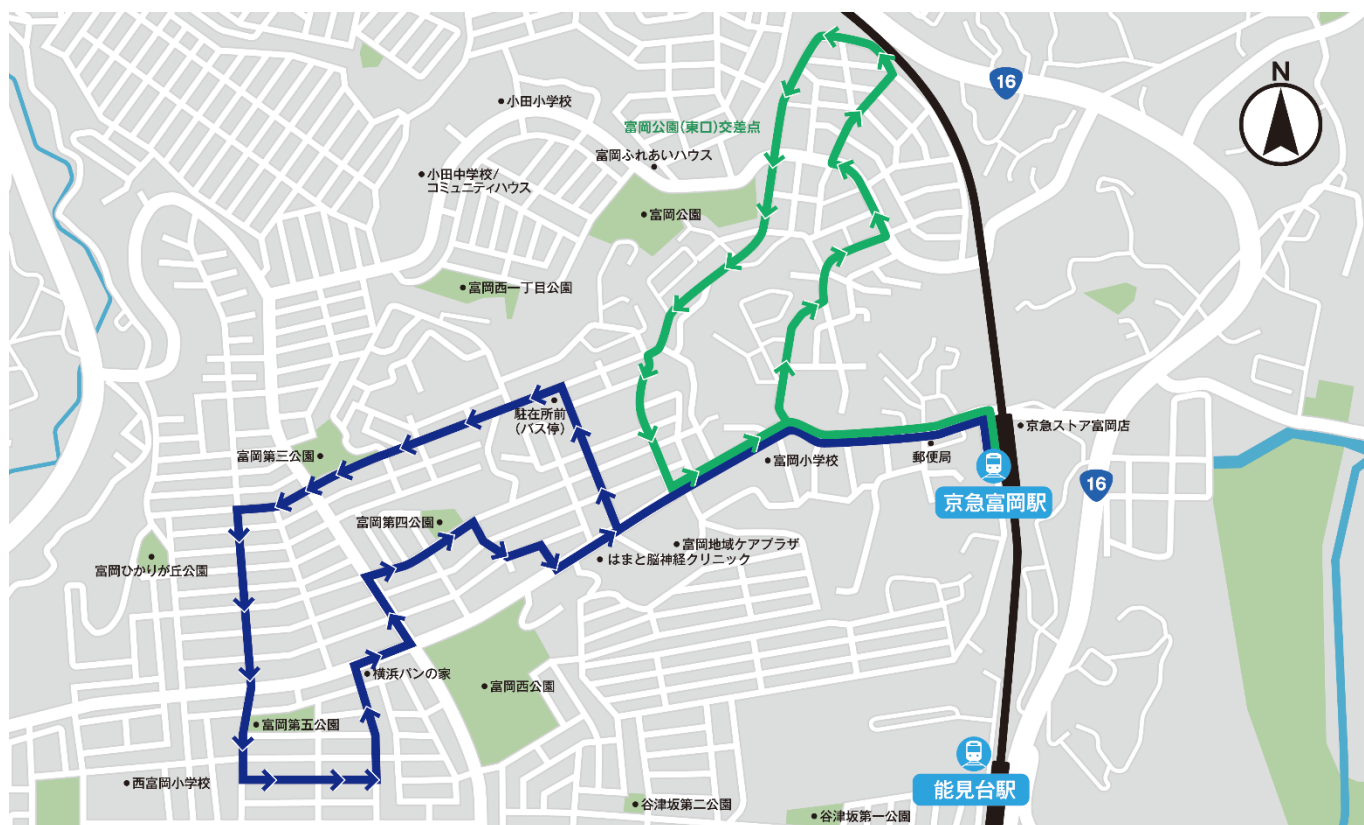 16
N
小田小学校
富岡公園(東口)交差点
富岡ふれあいハウス
小田中学校/
コミュニティハウス
富岡公園
富岡西一丁目公園
駐在所前
(バス停)
京急ストア富岡店
富岡第三公園
富岡小学校
郵便局
16
京急富岡駅
富岡第四公園
富岡地域ケアプラザ
はまと脳神経クリニック
富岡ひかりが丘公園
横浜パンの家
富岡西公園
富岡第五公園
西富岡小学校
能見台駅
谷津坂第二公園
谷津坂第一公園